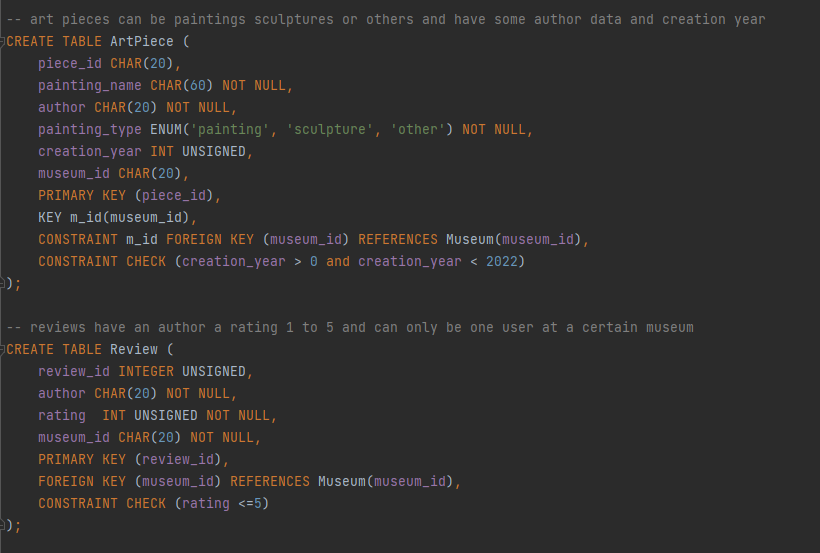 -- art pieces can be paintings sculptures or others and have some author data and creation year
CREATE TABLE ArtPiece (
    piece_id CHAR(20),
    painting_name CHAR(60) NOT NULL,
    author CHAR(20) NOT NULL,
    painting_type ENUM('painting', 'sculpture', 'other') NOT NULL,
    creation_year INT UNSIGNED,
    museum_id CHAR(20),
    PRIMARY KEY (piece_id),
    KEY m_id(museum_id),
    CONSTRAINT m_id FOREIGN KEY (museum_id) REFERENCES Museum(museum_id),
    CONSTRAINT CHECK (creation_year > 0 and creation_year < 2022)
);
-- reviews have an author a rating 1 to 5 and can only be one user at a certain museum
CREATE TABLE Review (
    review_id INTEGER UNSIGNED,
    author CHAR(20) NOT NULL,
    rating  INT UNSIGNED NOT NULL,
    museum_id CHAR(20) NOT NULL,
    PRIMARY KEY (review_id),
    FOREIGN KEY (museum_id) REFERENCES Museum(museum_id),
    CONSTRAINT CHECK (rating <=5)
);